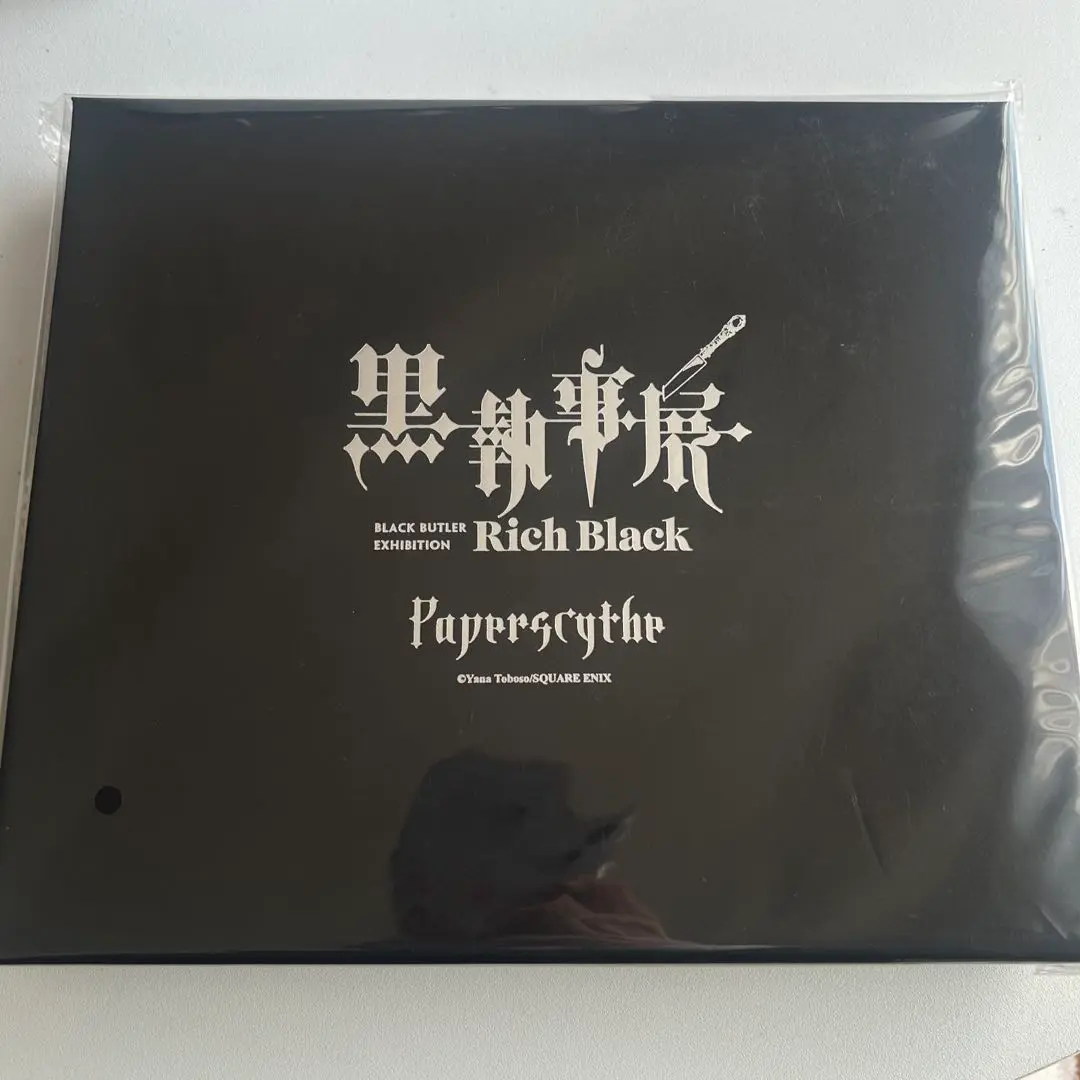 黒執事展
BLACK BUTLER
EXHIBITION
Rich Black
Paperscythe
©Yana Toboso/SQUARE ENIX